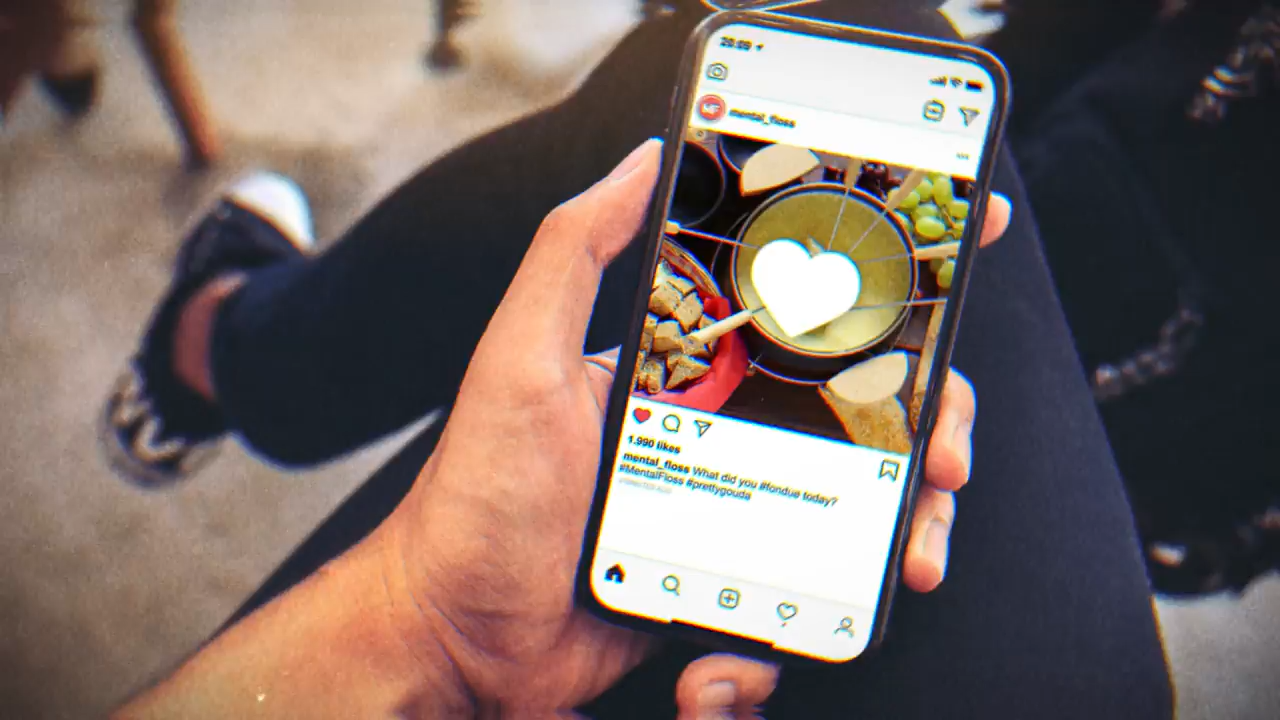 mental_floss
1.990 likes
mental_floss What did you #fondue today?
#MentalFloss #prettygouda